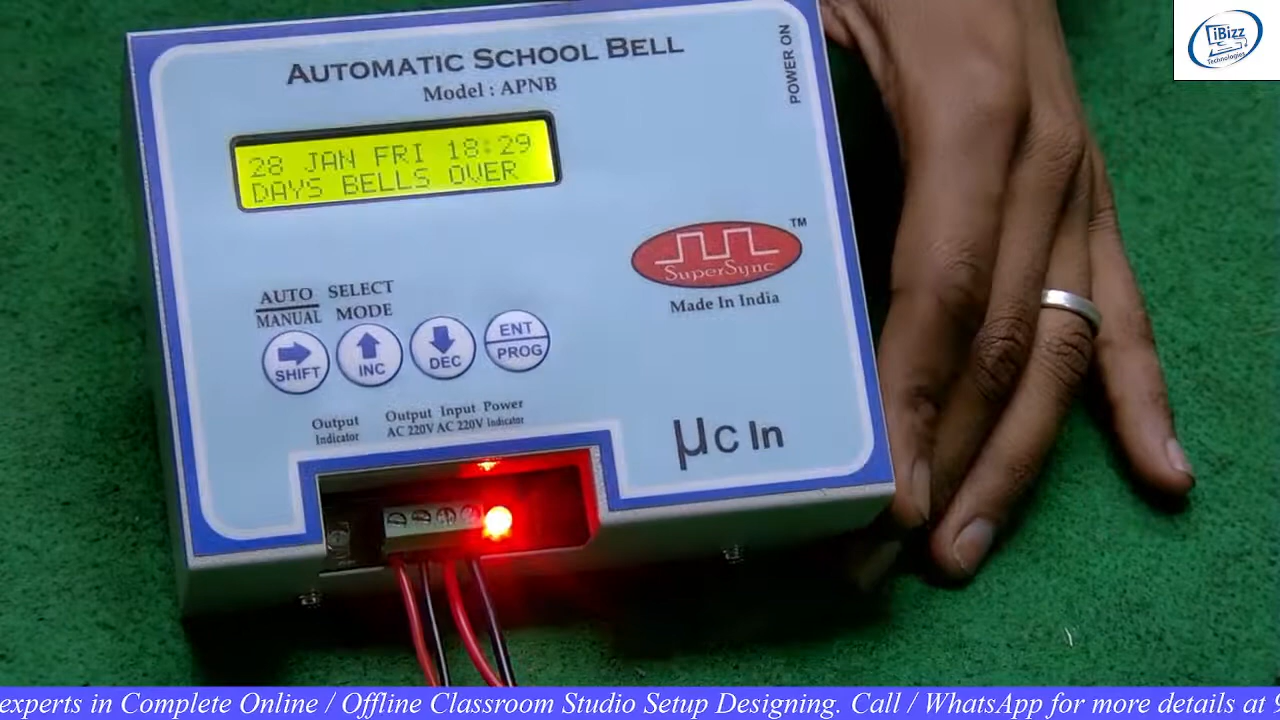 AUTOMATIC SCHOOL BELL
Model : APNB
POWER ON
iBizz
Technologies
28 JAN FRI 18:29
DAYS BELLS OVER
TM
SuperSync
Made In India
AUTO
MANUAL
SELECT
MODE
SHIFT
INC
DEC
ENT
PROG
Output
Indicator
Output Input Power
AC 220V AC 220V Indicator
µc In
experts in Complete Online / Offline Classroom Studio Setup Designing. Call / WhatsApp for more details at